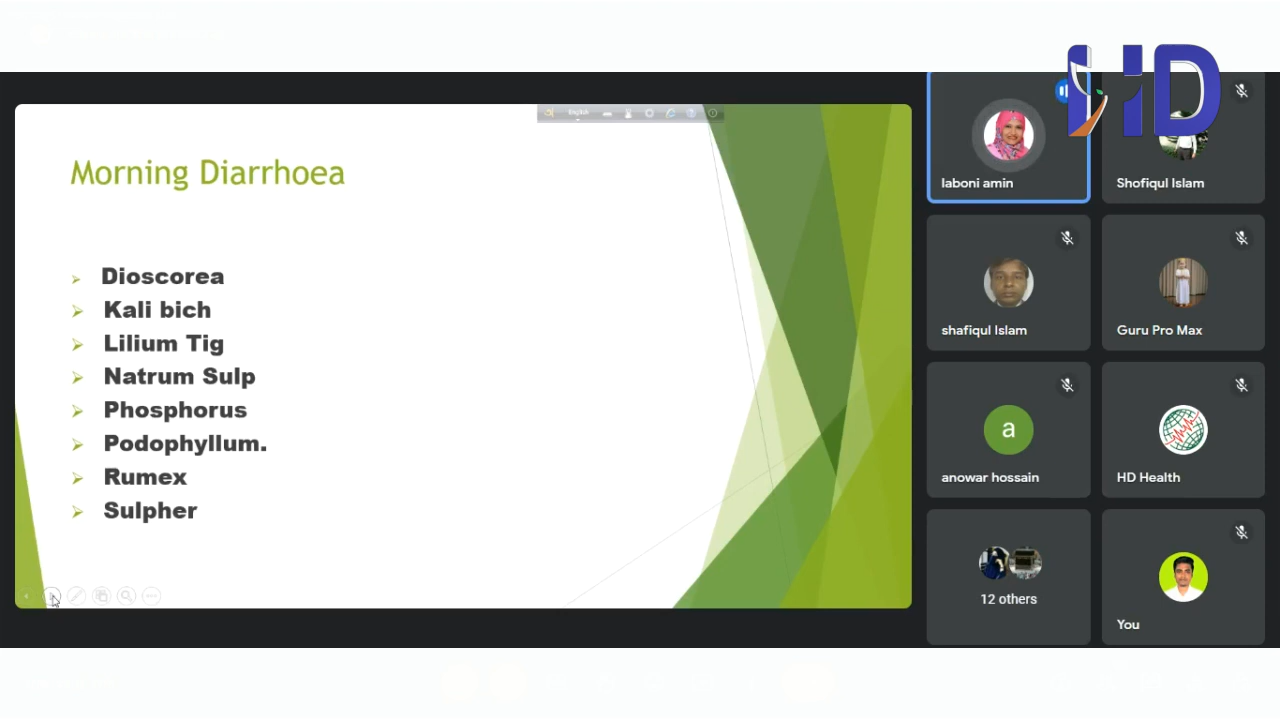 HD
English
Morning Diarrhoea
Dioscorea
Kali bich
Lilium Tig
Natrum Sulp
Phosphorus
Podophyllum.
Rumex
Sulpher
laboni amin
Shofiqul Islam
shafiqul Islam
Guru Pro Max
a
anowar hossain
HD Health
12 others
You